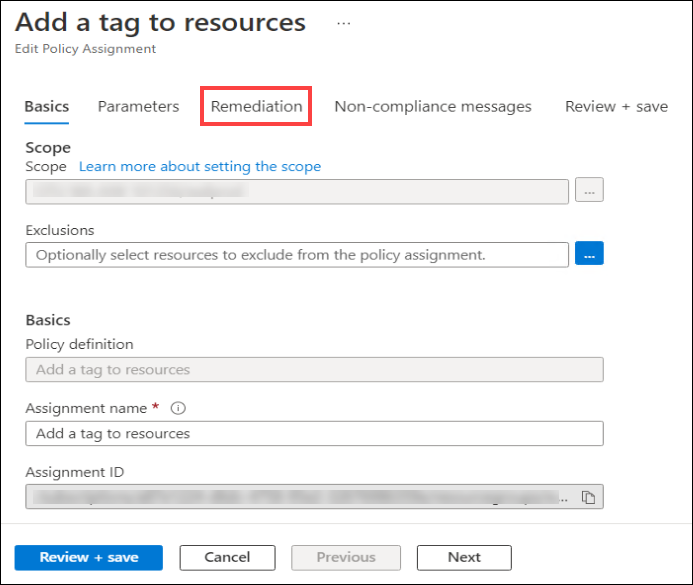 Add a tag to resources ...
Edit Policy Assignment
Basics Parameters Remediation Non-compliance messages Review + save
Scope
Scope Learn more about setting the scope
...
Exclusions
Optionally select resources to exclude from the policy assignment. ...
Basics
Policy definition
Add a tag to resources
Assignment name *
Add a tag to resources
Assignment ID
...
Review + save Cancel Previous Next